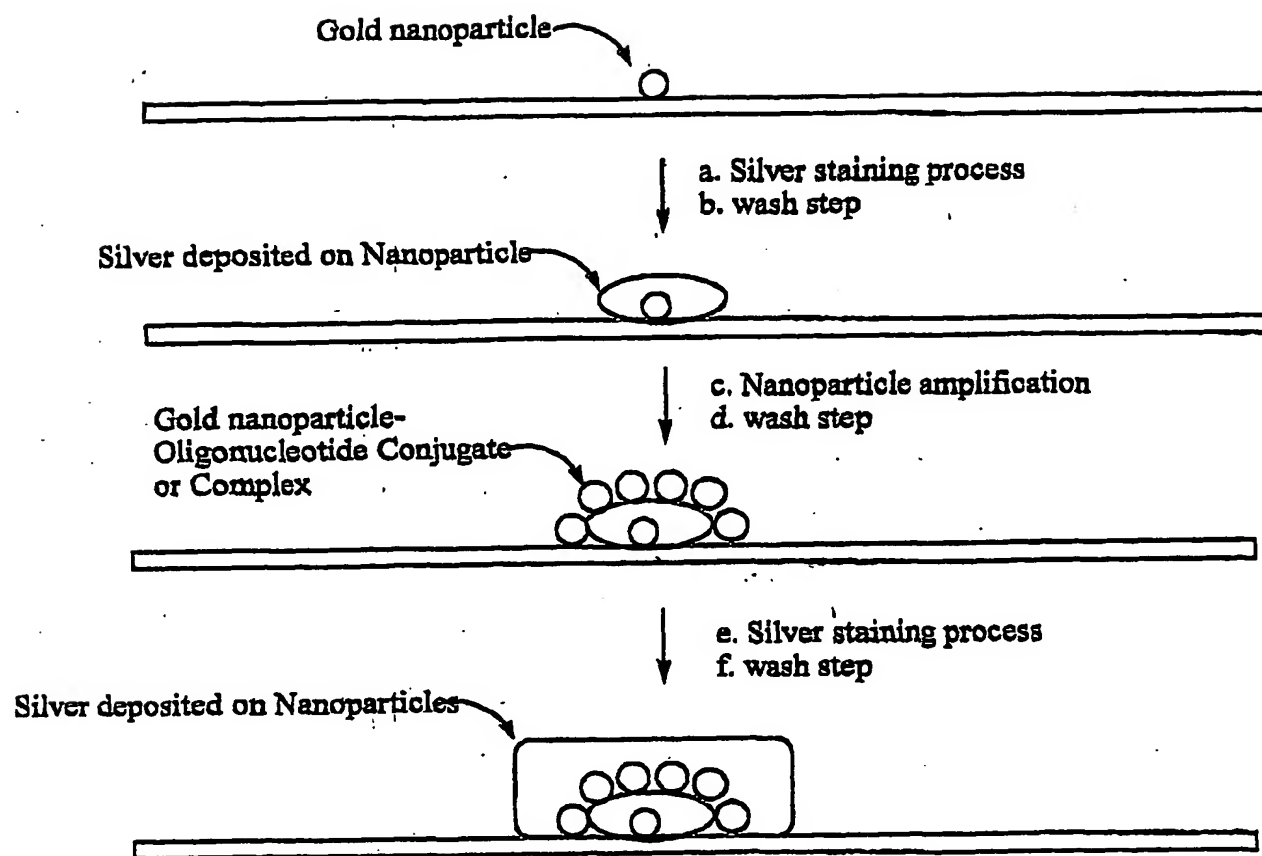 Gold nanoparticle
a. Silver staining process
b. wash step
Silver deposited on Nanoparticle
c. Nanoparticle amplification
d. wash step
Gold nanoparticle-
Oligonucleotide Conjugate
or Complex
e. Silver staining process
f. wash step
Silver deposited on Nanoparticles